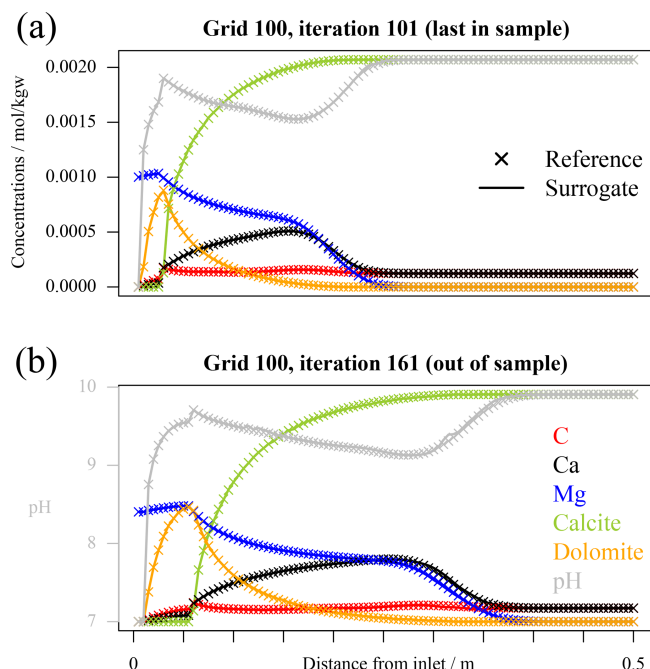 (a)
Grid 100, iteration 101 (last in sample)
Concentrations / mol/kgw
0.0020
0.0015
0.0010
0.0005
0.0000
Reference
Surrogate
(b)
Grid 100, iteration 161 (out of sample)
pH
10
9
8
7
C
Ca
Mg
Calcite
Dolomite
pH
0
Distance from inlet / m
0.5